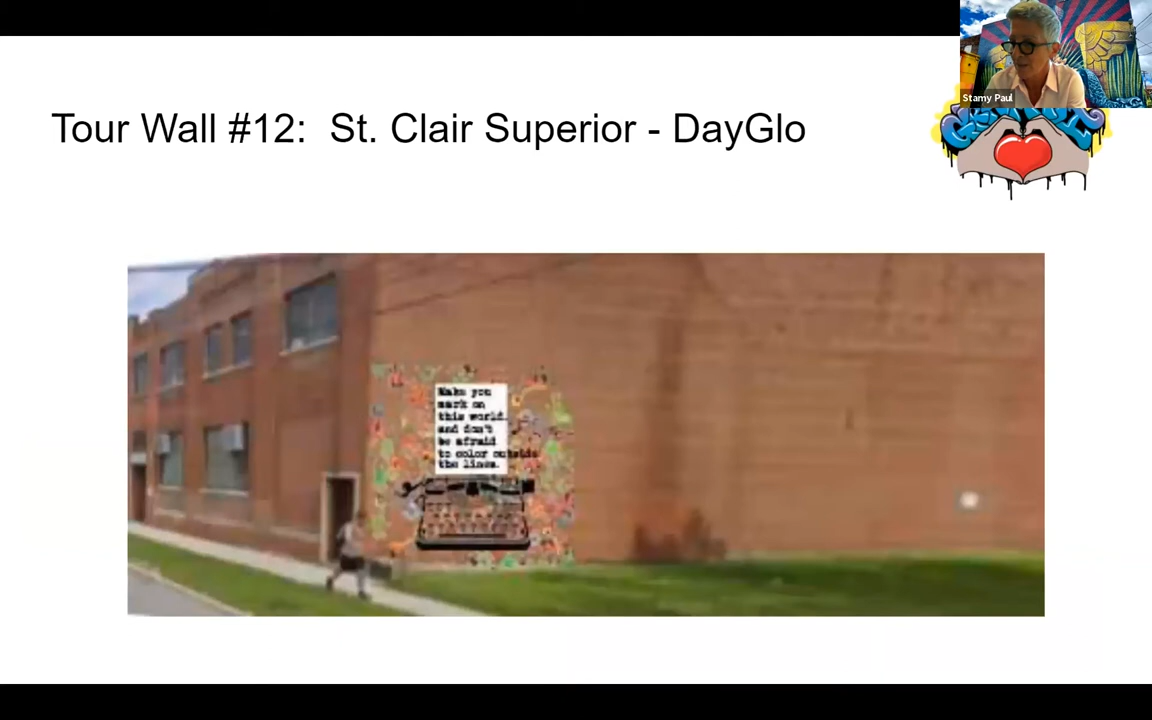 Stamy Paul
Tour Wall #12: St. Clair Superior - DayGlo
Make you
mark on
this world
and don't
be afraid
to color outside
the lines.